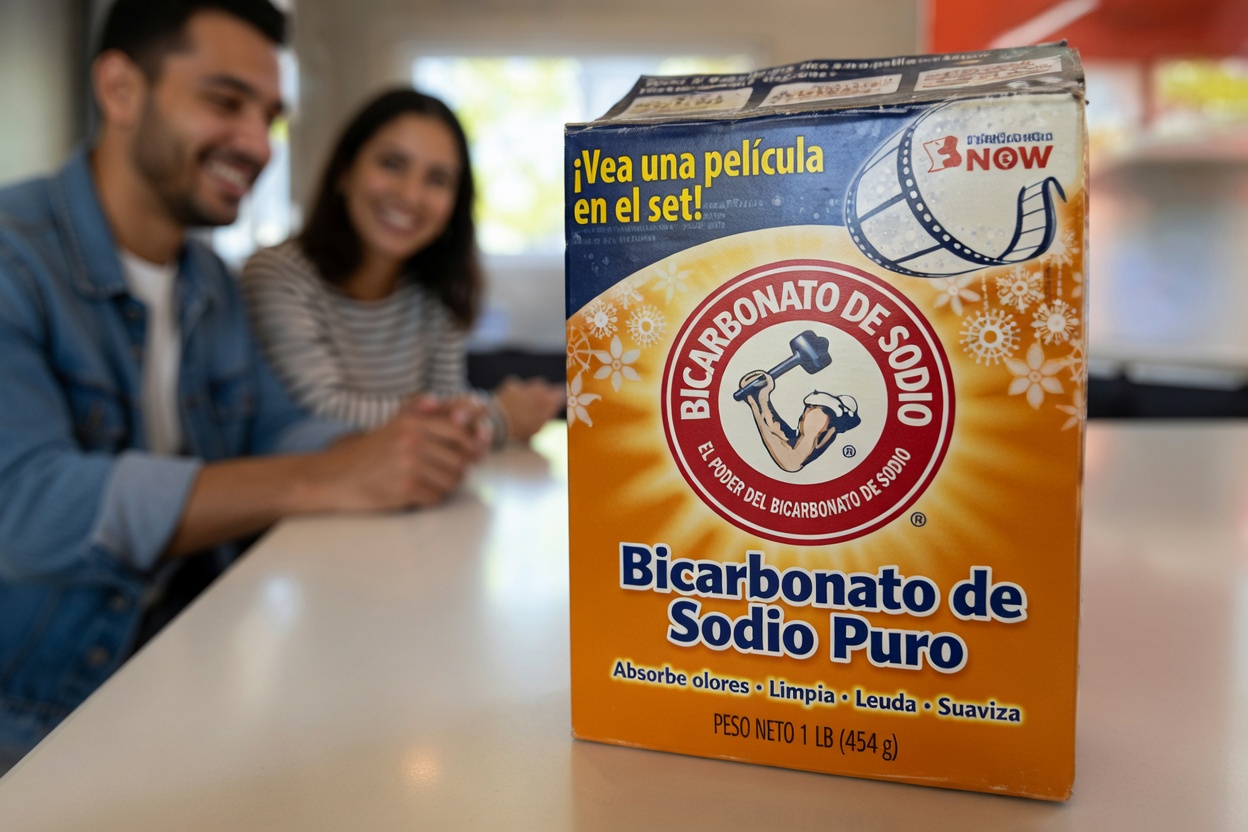 ¡Vea una película
en el set!
NOW
BICARBONATO DE SODIO
EL PODER DEL BICARBONATO DE SODIO
®
®
Bicarbonato de
Sodio Puro
Absorbe olores • Limpia • Leuda • Suaviza
PESO NETO 1 LB (454 g)